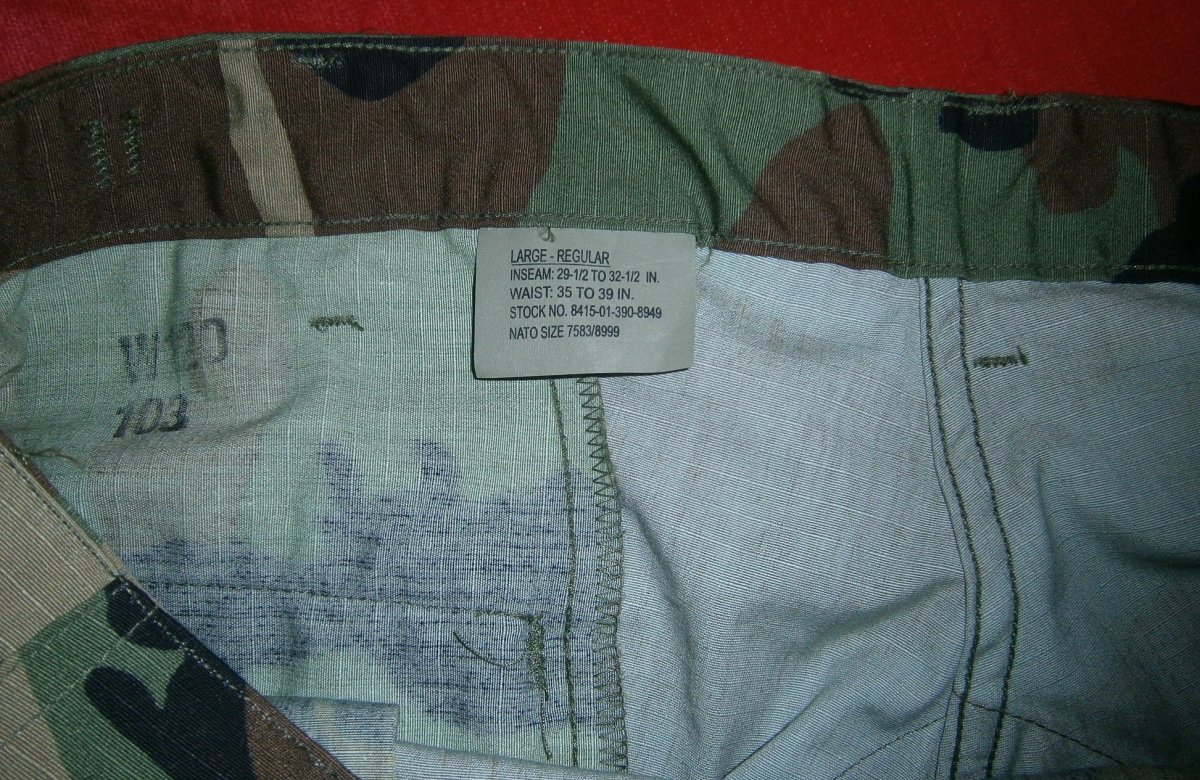 LARGE - REGULAR
INSEAM: 29-1/2 TO 32-1/2 IN.
WAIST: 35 TO 39 IN.
STOCK NO. 8415-01-390-8949
NATO SIZE 7583/8999
103